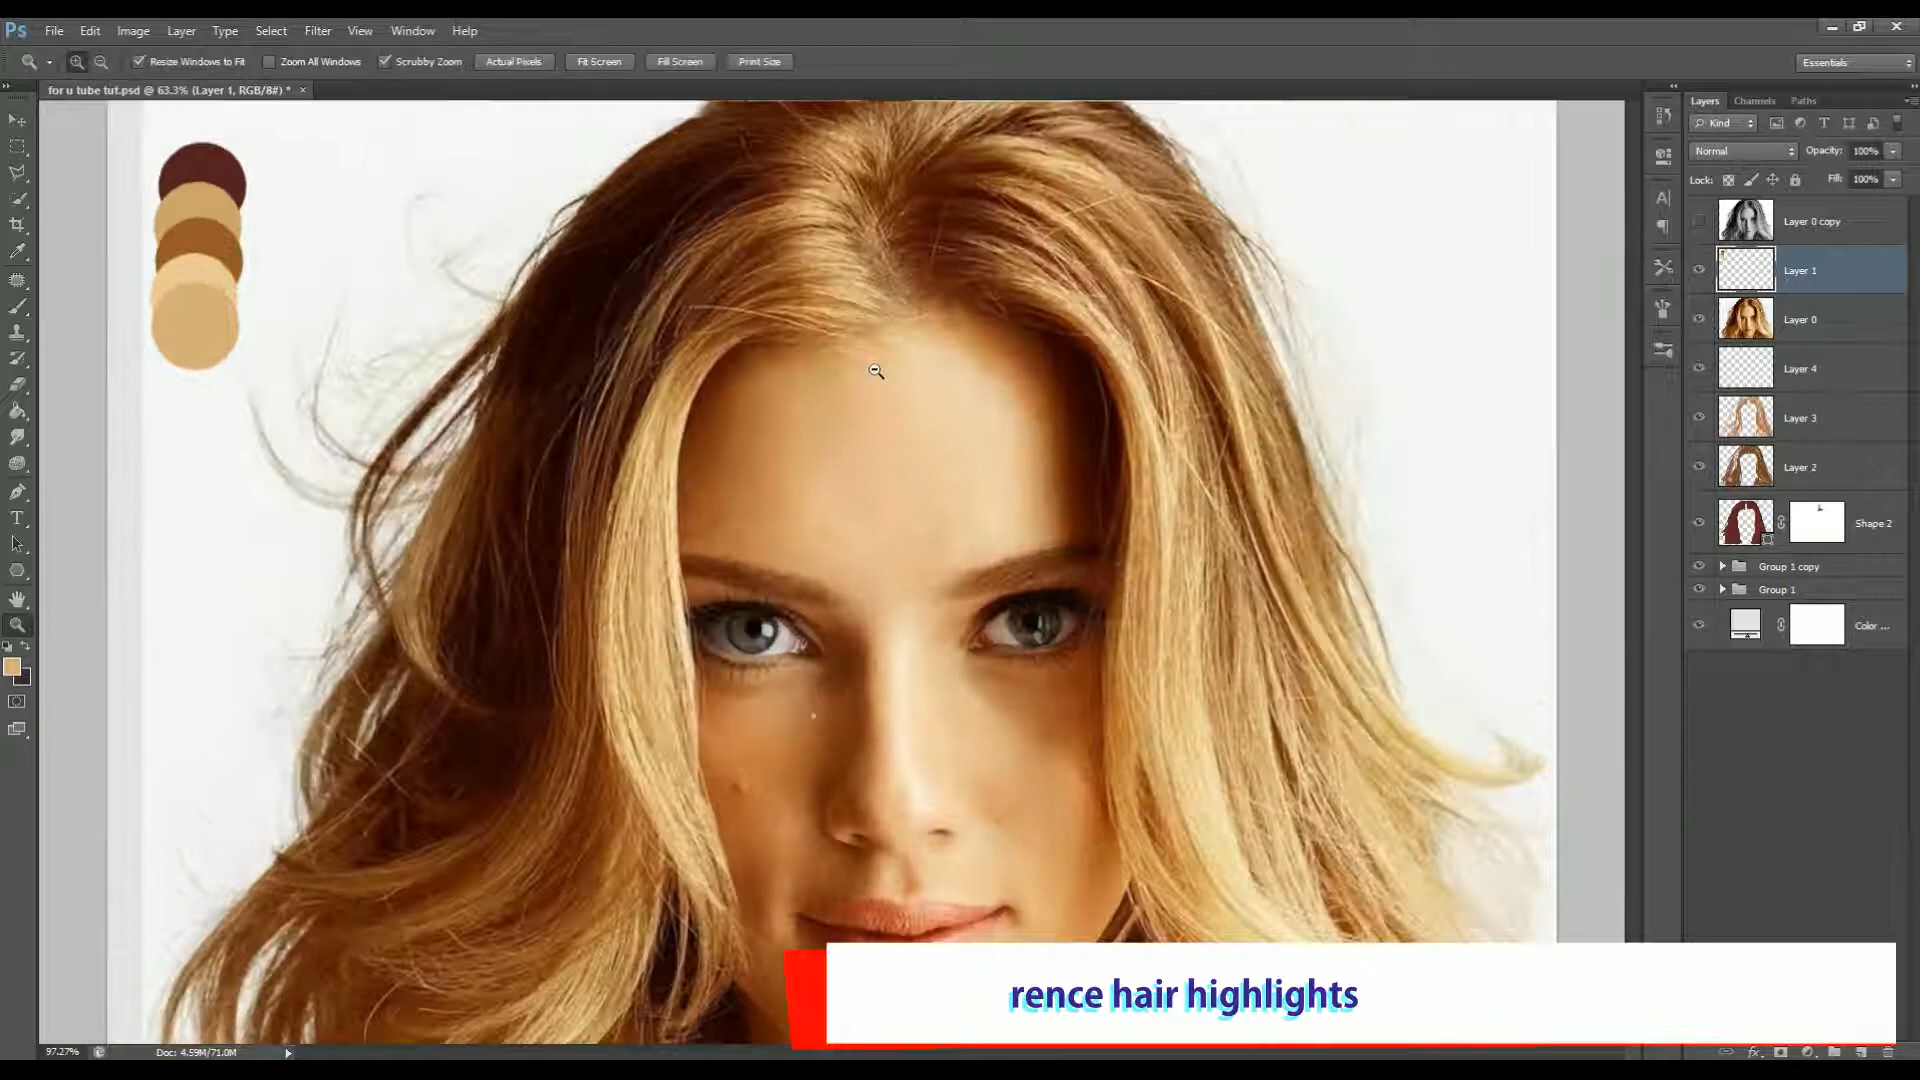 Ps File Edit Image Layer Type Select Filter View Window Help
Resize Windows to Fit Zoom All Windows Scrubby Zoom Actual Pixels Fit Screen Fill Screen Print Size Essentials
for u tube tut.psd @ 63.3% (Layer 1, RGB/8#) * ×
Layers Channels Paths
Kind
Normal Opacity: 100%
Lock: Fill: 100%
Layer 0 copy
Layer 1
Layer 0
Layer 4
Layer 3
Layer 2
Shape 2
Group 1 copy
Group 1
Color ...
rence hair highlights
97.27% Doc: 4.59M/71.0M